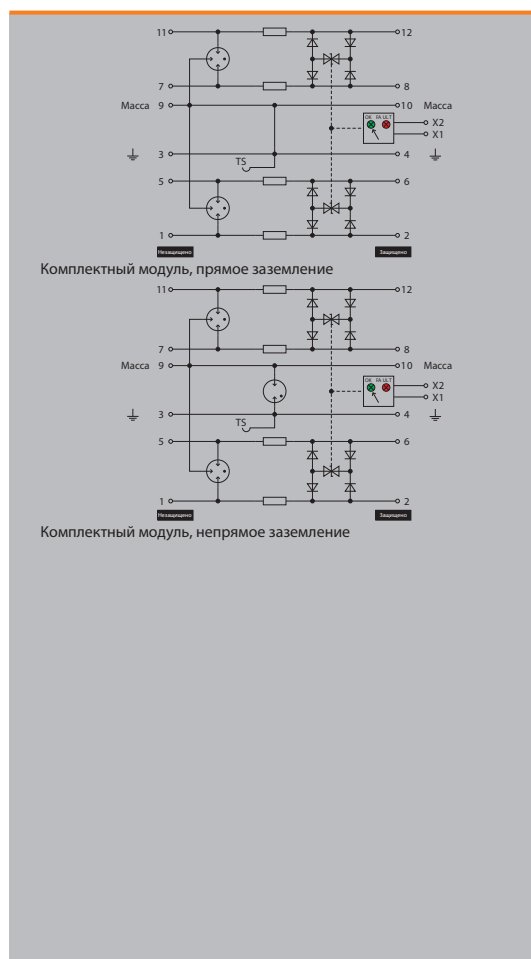 11 12
7 8
Масса 9 10 Масса
OK FAULT
X2
X1
3 4
TS
5 6
1 2
Незащищено Защищено
Комплектный модуль, прямое заземление
11 12
7 8
Масса 9 10 Масса
OK FAULT
X2
X1
3 4
TS
5 6
1 2
Незащищено Защищено
Комплектный модуль, непрямое заземление